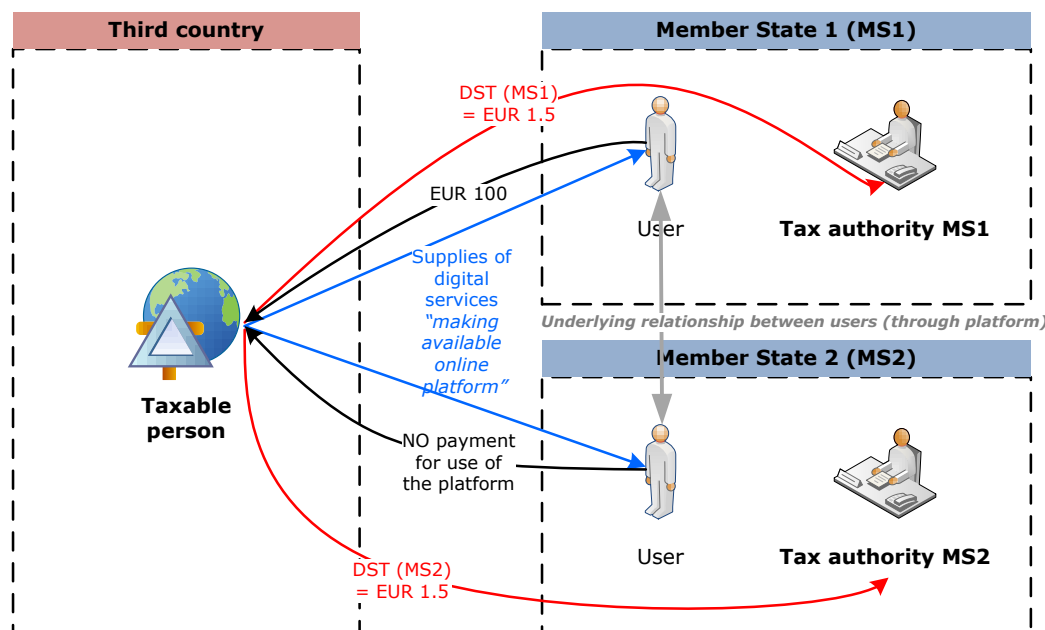 Third country
Member State 1 (MS1)
DST (MS1)
= EUR 1.5
EUR 100
User
Tax authority MS1
Supplies of
digital
services
“making
available
online
platform”
Underlying relationship between users (through platform)
Member State 2 (MS2)
Taxable
person
NO payment
for use of
the platform
User
Tax authority MS2
DST (MS2)
= EUR 1.5